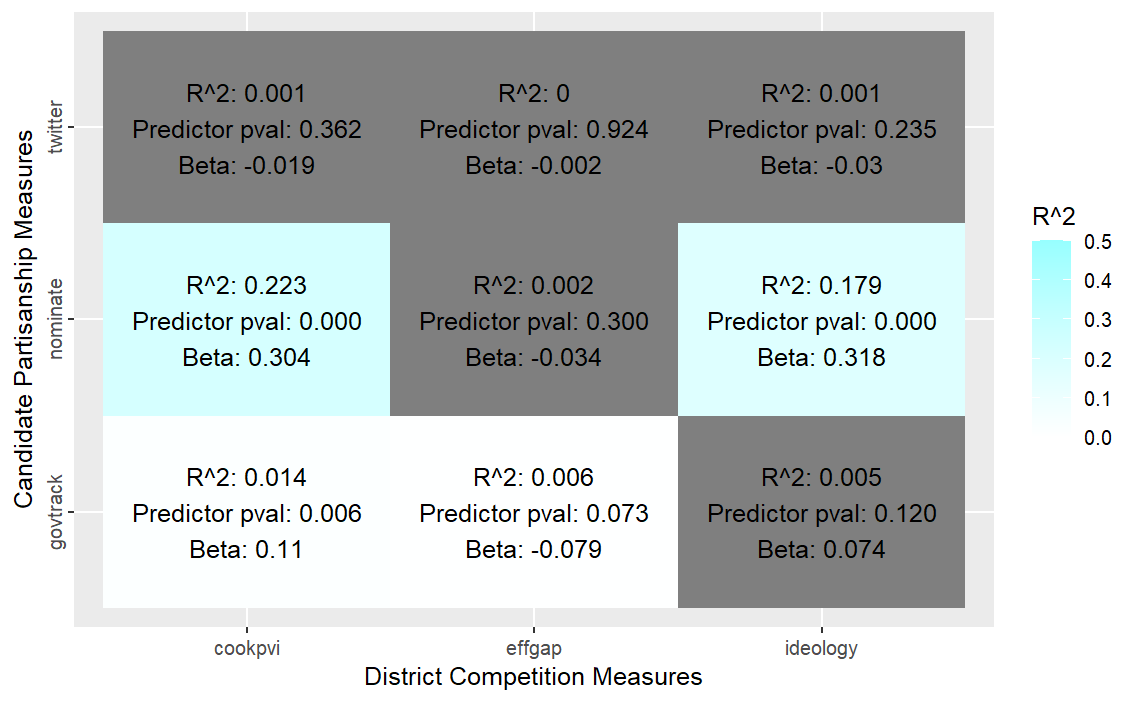 Candidate Partisanship Measures
twitter
nominate
govtrack
R^2: 0.001
Predictor pval: 0.362
Beta: -0.019
R^2: 0
Predictor pval: 0.924
Beta: -0.002
R^2: 0.001
Predictor pval: 0.235
Beta: -0.03
R^2: 0.223
Predictor pval: 0.000
Beta: 0.304
R^2: 0.002
Predictor pval: 0.300
Beta: -0.034
R^2: 0.179
Predictor pval: 0.000
Beta: 0.318
R^2: 0.014
Predictor pval: 0.006
Beta: 0.11
R^2: 0.006
Predictor pval: 0.073
Beta: -0.079
R^2: 0.005
Predictor pval: 0.120
Beta: 0.074
cookpvi
effgap
ideology
District Competition Measures
R^2
0.5
0.4
0.3
0.2
0.1
0.0